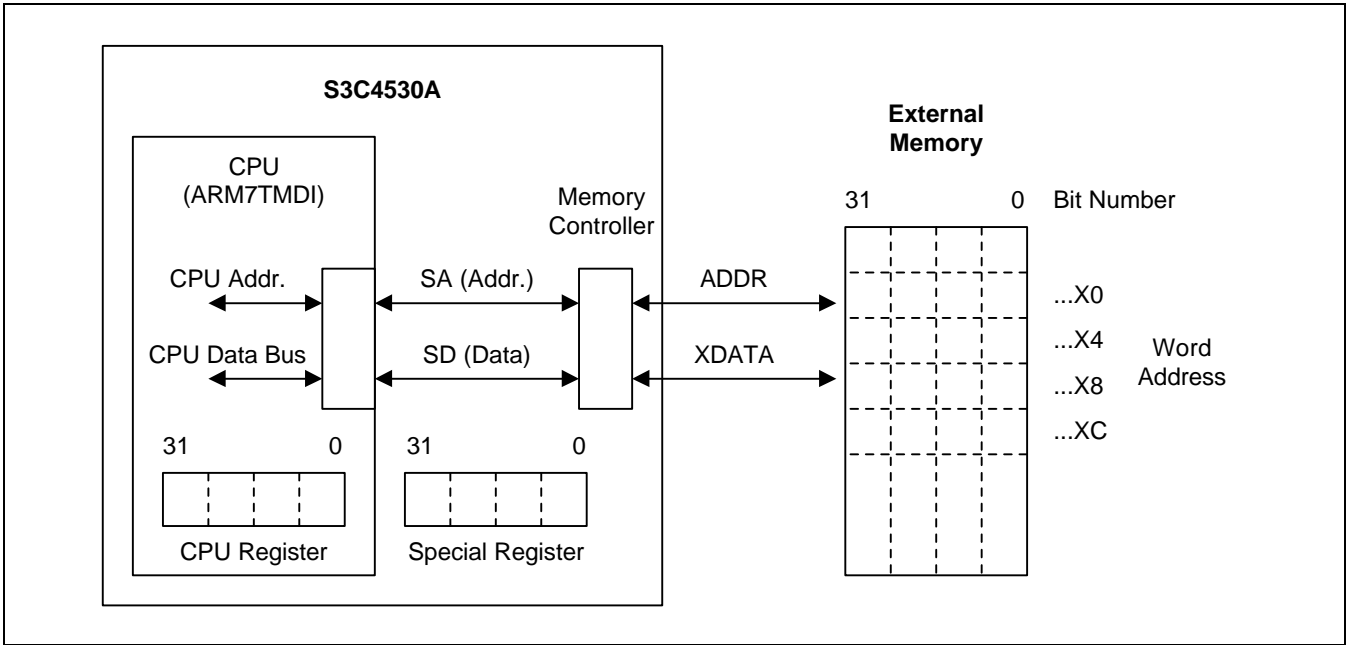 S3C4530A
CPU
(ARM7TMDI)
Memory
Controller
External
Memory
31 0 Bit Number
CPU Addr.
SA (Addr.)
ADDR
...X0
CPU Data Bus
SD (Data)
XDATA
...X4
Word
Address
...X8
...XC
31 0
31 0
CPU Register
Special Register